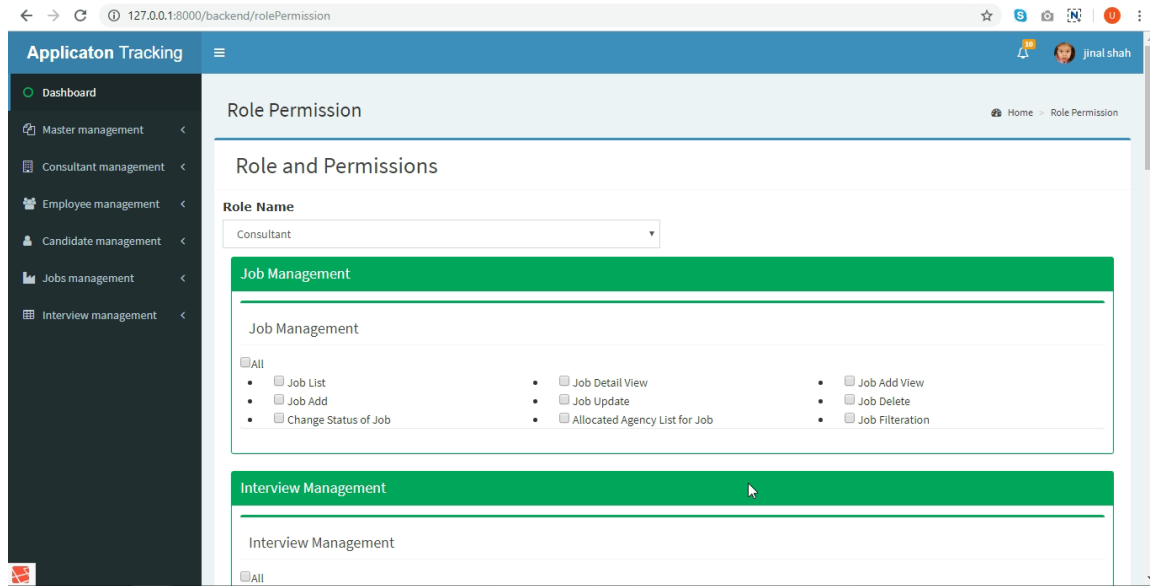 127.0.0.1:8000/backend/rolePermission
Applicaton Tracking
10
jinal shah
Dashboard
Master management
Consultant management
Employee management
Candidate management
Jobs management
Interview management
Role Permission
Home > Role Permission
Role and Permissions
Role Name
Consultant
Job Management
Job Management
All
Job List Job Detail View Job Add View
Job Add Job Update Job Delete
Change Status of Job Allocated Agency List for Job Job Filteration
Interview Management
Interview Management
All